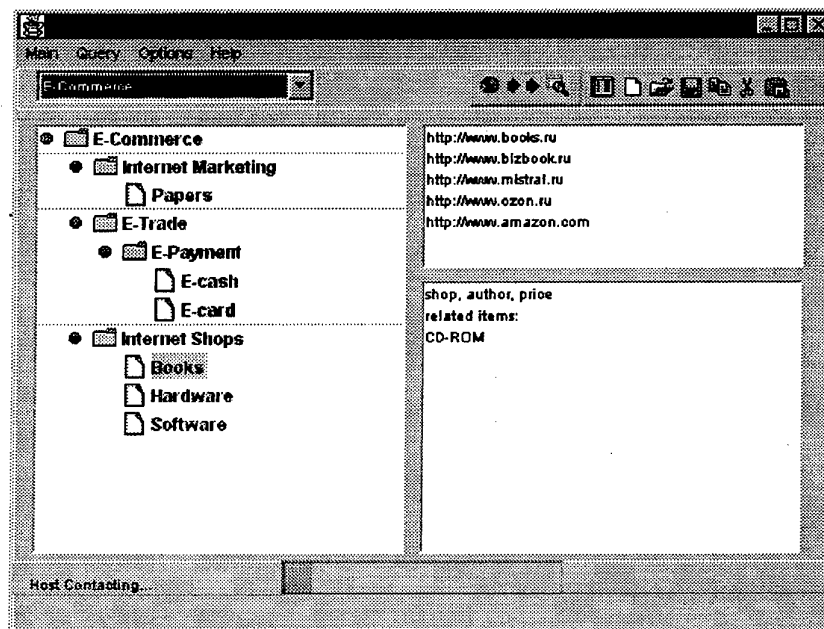 Main Query Options Help
E-Commerce
E-Commerce
Internet Marketing
Papers
E-Trade
E-Payment
E-cash
E-card
Internet Shops
Books
Hardware
Software
http://www.books.ru
http://www.bizbook.ru
http://www.mistral.ru
http://www.ozon.ru
http://www.amazon.com
shop, author, price
related items:
CD-ROM
Host Contacting...